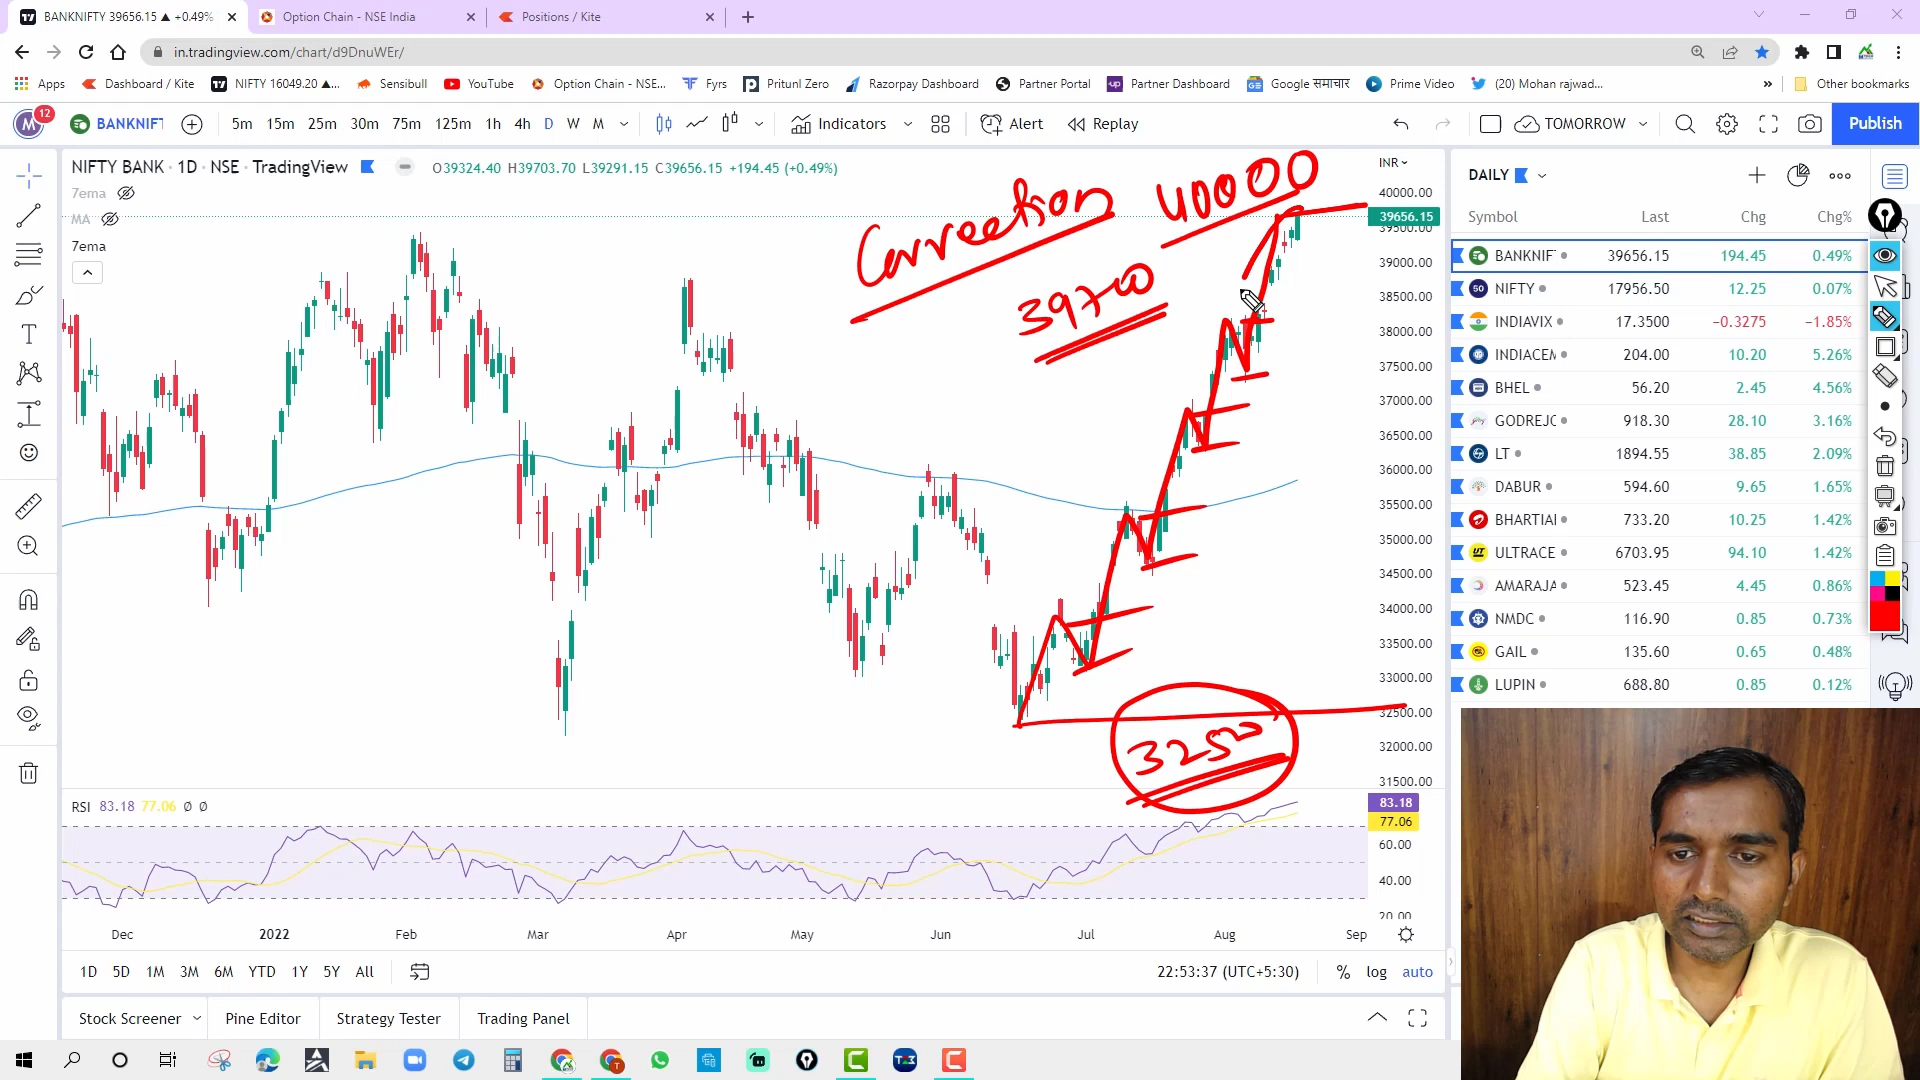 BANKNIFTY 39656.15 ▲ +0.49%
Option Chain - NSE India
Positions / Kite
in.tradingview.com/chart/d9DnuWEr/
Apps
Dashboard / Kite
NIFTY 16049.20 ▲...
Sensibull
YouTube
Option Chain - NSE...
Fyrs
Pritunl Zero
Razorpay Dashboard
Partner Portal
Partner Dashboard
Google समाचार
Prime Video
(20) Mohan rajwad...
»
Other bookmarks
M 12
BANKNIFT
5m 15m 25m 30m 75m 125m 1h 4h D W M
Indicators
Alert
Replay
TOMORROW
Publish
NIFTY BANK · 1D · NSE · TradingView
O39324.40 H39703.70 L39291.15 C39656.15 +194.45 (+0.49%)
7ema
MA
7ema
Correction 40000
39700
32500
INR
40000.00
39656.15
39500.00
39000.00
38500.00
38000.00
37500.00
37000.00
36500.00
36000.00
35500.00
35000.00
34500.00
34000.00
33500.00
33000.00
32500.00
32000.00
31500.00
RSI 83.18 77.06 Ø Ø
83.18
77.06
60.00
40.00
20.00
Dec 2022 Feb Mar Apr May Jun Jul Aug Sep
1D 5D 1M 3M 6M YTD 1Y 5Y All
22:53:37 (UTC+5:30) % log auto
Stock Screener
Pine Editor
Strategy Tester
Trading Panel
DAILY
Symbol Last Chg Chg%
BANKNIF 39656.15 194.45 0.49%
50 NIFTY 17956.50 12.25 0.07%
INDIAVIX 17.3500 −0.3275 −1.85%
INDIACEM 204.00 10.20 5.26%
BHEL 56.20 2.45 4.56%
GODREJC 918.30 28.10 3.16%
LT 1894.55 38.85 2.09%
DABUR 594.60 9.65 1.65%
BHARTIAI 733.20 10.25 1.42%
ULTRACE 6703.95 94.10 1.42%
AMARAJA 523.45 4.45 0.86%
NMDC 116.90 0.85 0.73%
GAIL 135.60 0.65 0.48%
LUPIN 688.80 0.85 0.12%